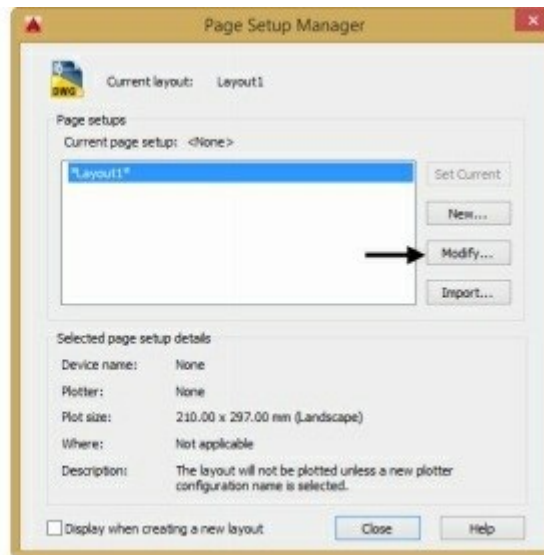 Page Setup Manager
DWG
Current layout: Layout1
Page setups
Current page setup: <None>
*Layout1*
Set Current
New...
Modify...
Import...
Selected page setup details
Device name: None
Plotter: None
Plot size: 210.00 x 297.00 mm (Landscape)
Where: Not applicable
Description: The layout will not be plotted unless a new plotter
configuration name is selected.
Display when creating a new layout
Close
Help